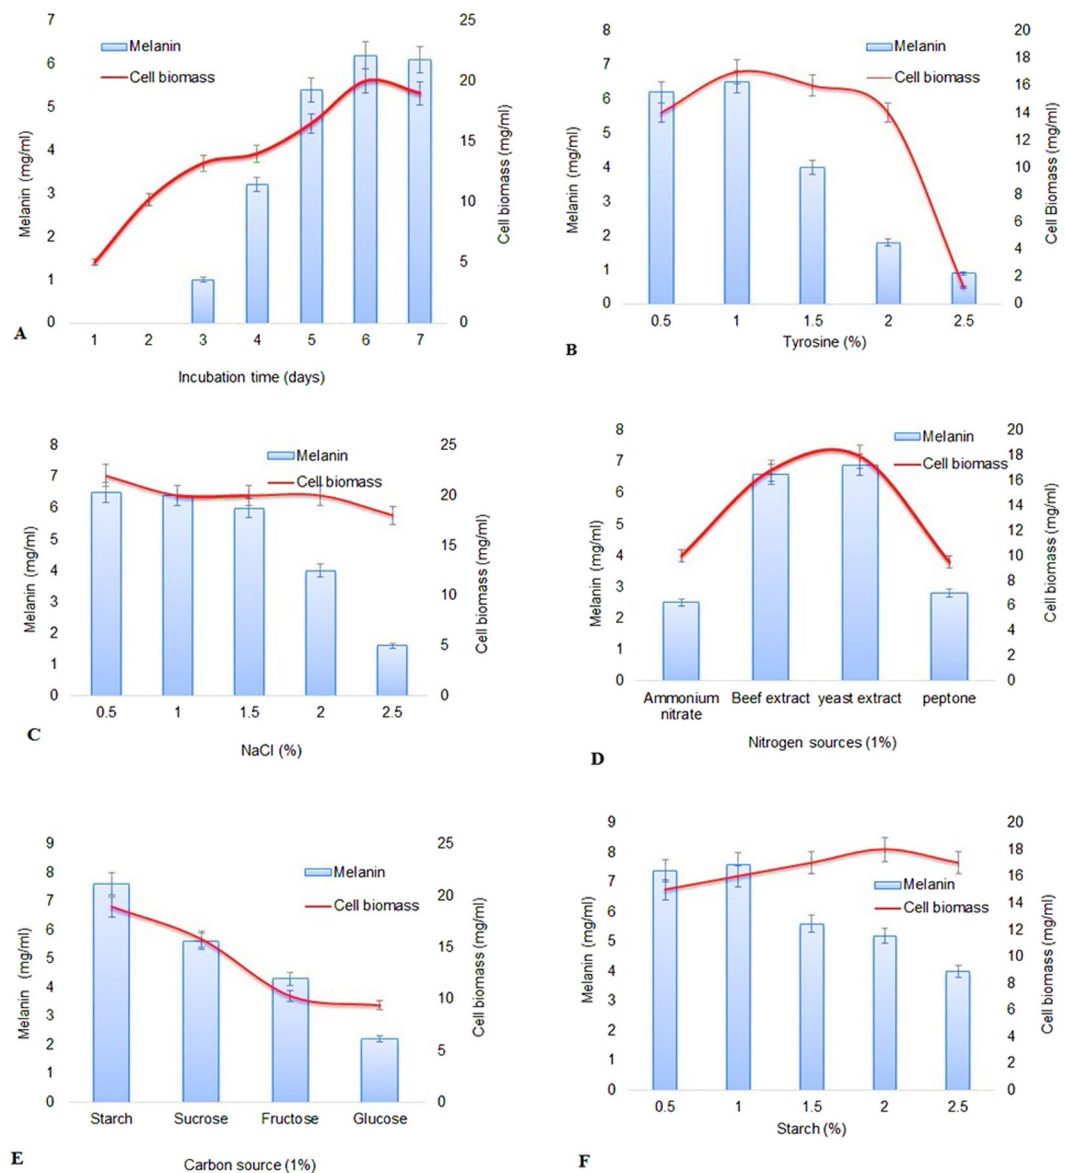 7
6
5
4
3
2
1
0
Melanin (mg/ml)
Melanin
Cell biomass
25
20
15
10
5
0
Cell biomass (mg/ml)
1 2 3 4 5 6 7
Incubation time (days)
A
8
7
6
5
4
3
2
1
0
Melanin (mg/ml)
Melanin
Cell biomass
20
18
16
14
12
10
8
6
4
2
0
Cell Biomass (mg/ml)
0.5 1 1.5 2 2.5
Tyrosine (%)
B
8
7
6
5
4
3
2
1
0
Melanin (mg/ml)
Melanin
Cell biomass
25
20
15
10
5
0
Cell biomass (mg/ml)
0.5 1 1.5 2 2.5
NaCl (%)
C
8
7
6
5
4
3
2
1
0
Melanin (mg/ml)
Melanin
Cell biomass
20
18
16
14
12
10
8
6
4
2
0
Cell biomass (mg/ml)
Ammonium Beef extract yeast extract peptone
nitrate
Nitrogen sources (1%)
D
9
8
7
6
5
4
3
2
1
0
Melanin (mg/ml)
Melanin
Cell biomass
25
20
15
10
5
0
Cell biomass (mg/ml)
Starch Sucrose Fructose Glucose
Carbon source (1%)
E
9
8
7
6
5
4
3
2
1
0
Melanin (mg/ml)
Melanin
Cell biomass
20
18
16
14
12
10
8
6
4
2
0
Cell biomass (mg/ml)
0.5 1 1.5 2 2.5
Starch (%)
F